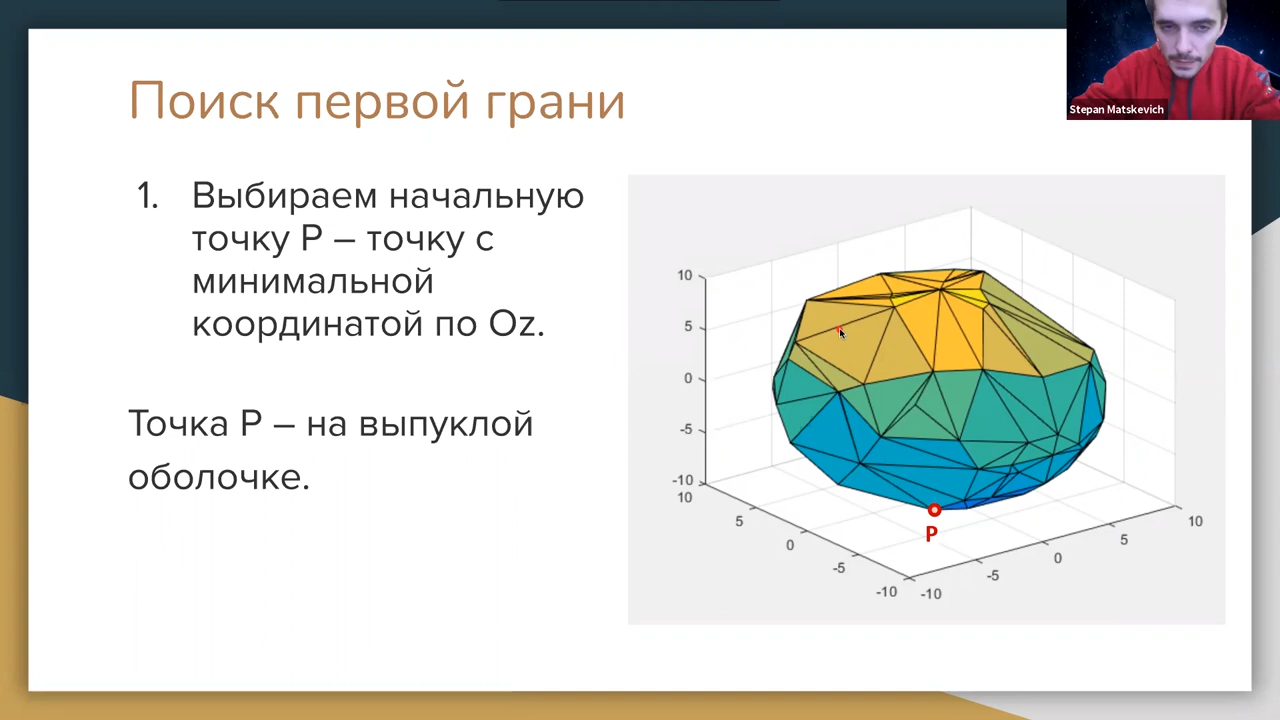 Поиск первой грани
Stepan Matskevich
1. Выбираем начальную
точку P – точку с
минимальной
координатой по Oz.
Точка P – на выпуклой
оболочке.
10
5
0
-5
-10
10
5
0
-5
-10
-10
-5
0
5
10
P